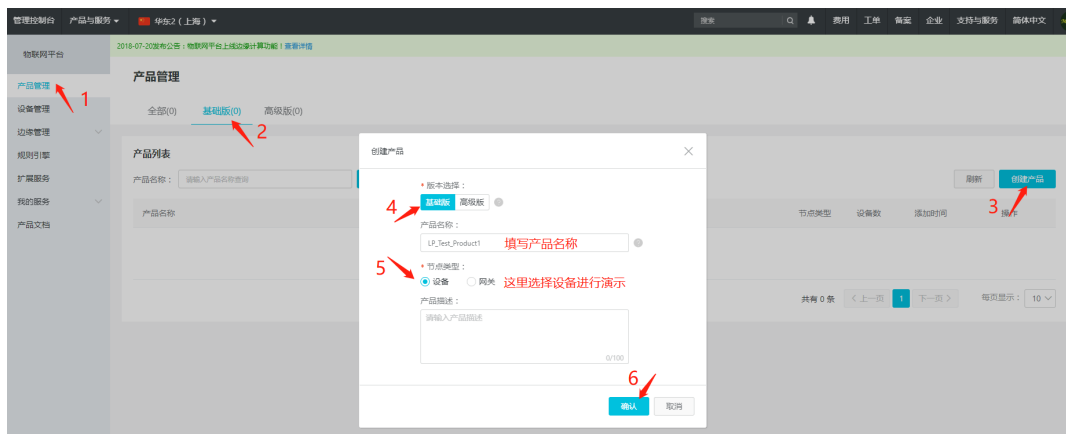 管理控制台 产品与服务 华东2（上海） 搜索 费用 工单 备案 企业 支持与服务 简体中文
物联网平台
2018-07-20发布公告：物联网平台上线边缘计算功能！查看详情
产品管理
产品管理
1
设备管理
边缘管理
规则引擎
扩展服务
我的服务
产品文档
全部(0) 基础版(0) 高级版(0)
2
产品列表
产品名称： 请输入产品名称查询
刷新 创建产品
3
产品名称 节点类型 设备数 添加时间 操作
共有 0 条 上一页 1 下一页 每页显示： 10
创建产品
* 版本选择：
4 基础版 高级版
产品名称：
LP_Test_Product1 填写产品名称
5 * 节点类型：
设备 网关 这里选择设备进行演示
产品描述：
请输入产品描述
0/100
6
确认 取消